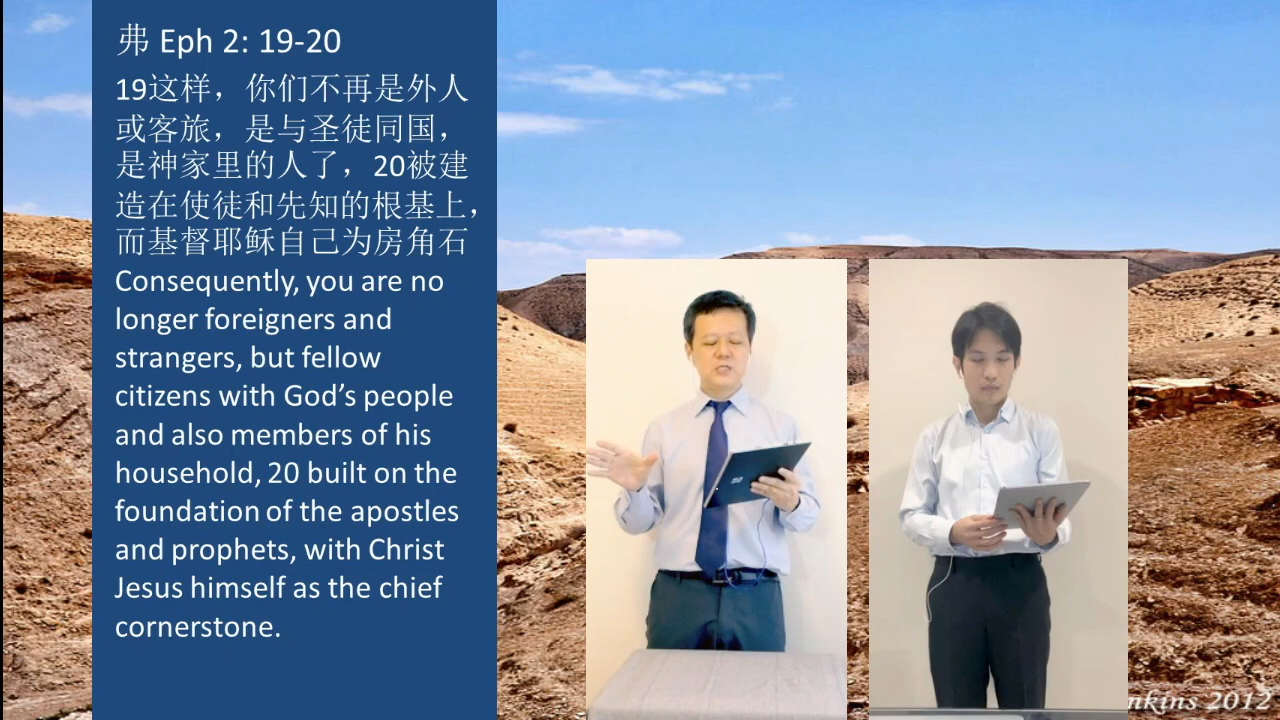 弗 Eph 2: 19-20
19这样，你们不再是外人
或客旅，是与圣徒同国，
是神家里的人了，20被建
造在使徒和先知的根基上，
而基督耶稣自己为房角石
Consequently, you are no
longer foreigners and
strangers, but fellow
citizens with God’s people
and also members of his
household, 20 built on the
foundation of the apostles
and prophets, with Christ
Jesus himself as the chief
cornerstone.
nkins 2012